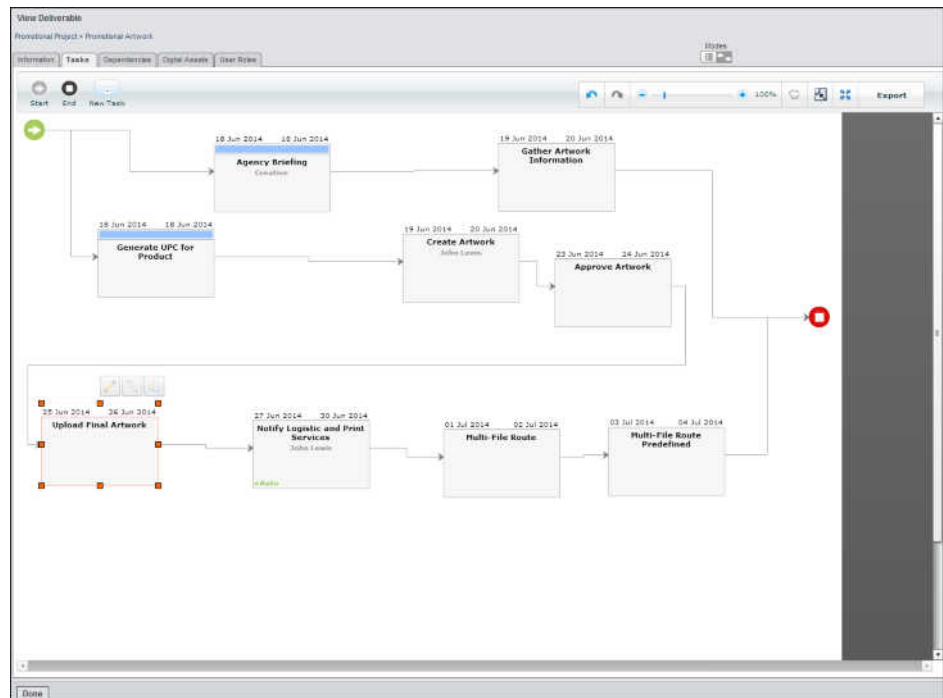 View Deliverable
Promotional Project > Promotional Artwork
Modes
Information Tasks Dependencies Digital Assets User Roles
Start End New Task
100% Export
18 Jun 2014 18 Jun 2014
Agency Briefing
19 Jun 2014 20 Jun 2014
Gather Artwork
Information
18 Jun 2014 18 Jun 2014
Generate UPC for
Product
19 Jun 2014 20 Jun 2014
Create Artwork
John Lewis
23 Jun 2014 24 Jun 2014
Approve Artwork
25 Jun 2014 26 Jun 2014
Upload Final Artwork
27 Jun 2014 30 Jun 2014
Notify Logistic and Print
Services
John Lewis
01 Jul 2014 02 Jul 2014
Multi-File Route
03 Jul 2014 04 Jul 2014
Multi-File Route
Predefined
Done